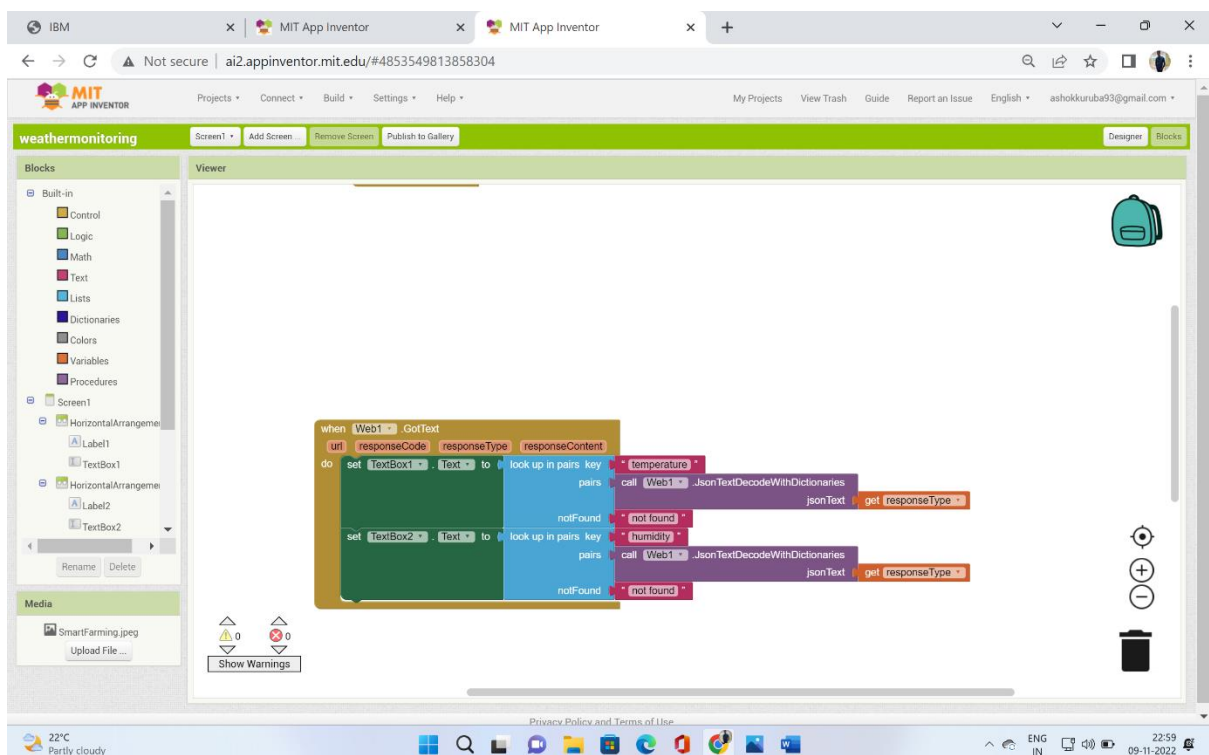 IBM
MIT App Inventor
MIT App Inventor
Not secure | ai2.appinventor.mit.edu/#4853549813858304
MIT
APP INVENTOR
Projects Connect Build Settings Help
My Projects View Trash Guide Report an Issue English ashokkuruba93@gmail.com
weathermonitoring
Screen1 Add Screen ... Remove Screen Publish to Gallery
Designer Blocks
Blocks
Viewer
Built-in
Control
Logic
Math
Text
Lists
Dictionaries
Colors
Variables
Procedures
Screen1
HorizontalArrangemei
Label1
TextBox1
HorizontalArrangemei
Label2
TextBox2
Rename Delete
Media
SmartFarming.jpeg
Upload File ...
when Web1 .GotText
url responseCode responseType responseContent
do set TextBox1 . Text to look up in pairs key " temperature "
pairs call Web1 .JsonTextDecodeWithDictionaries
jsonText get responseType
notFound " not found "
set TextBox2 . Text to look up in pairs key " humidity "
pairs call Web1 .JsonTextDecodeWithDictionaries
jsonText get responseType
notFound " not found "
0 0
Show Warnings
Privacy Policy and Terms of Use
22°C
Partly cloudy
ENG
IN
22:59
09-11-2022